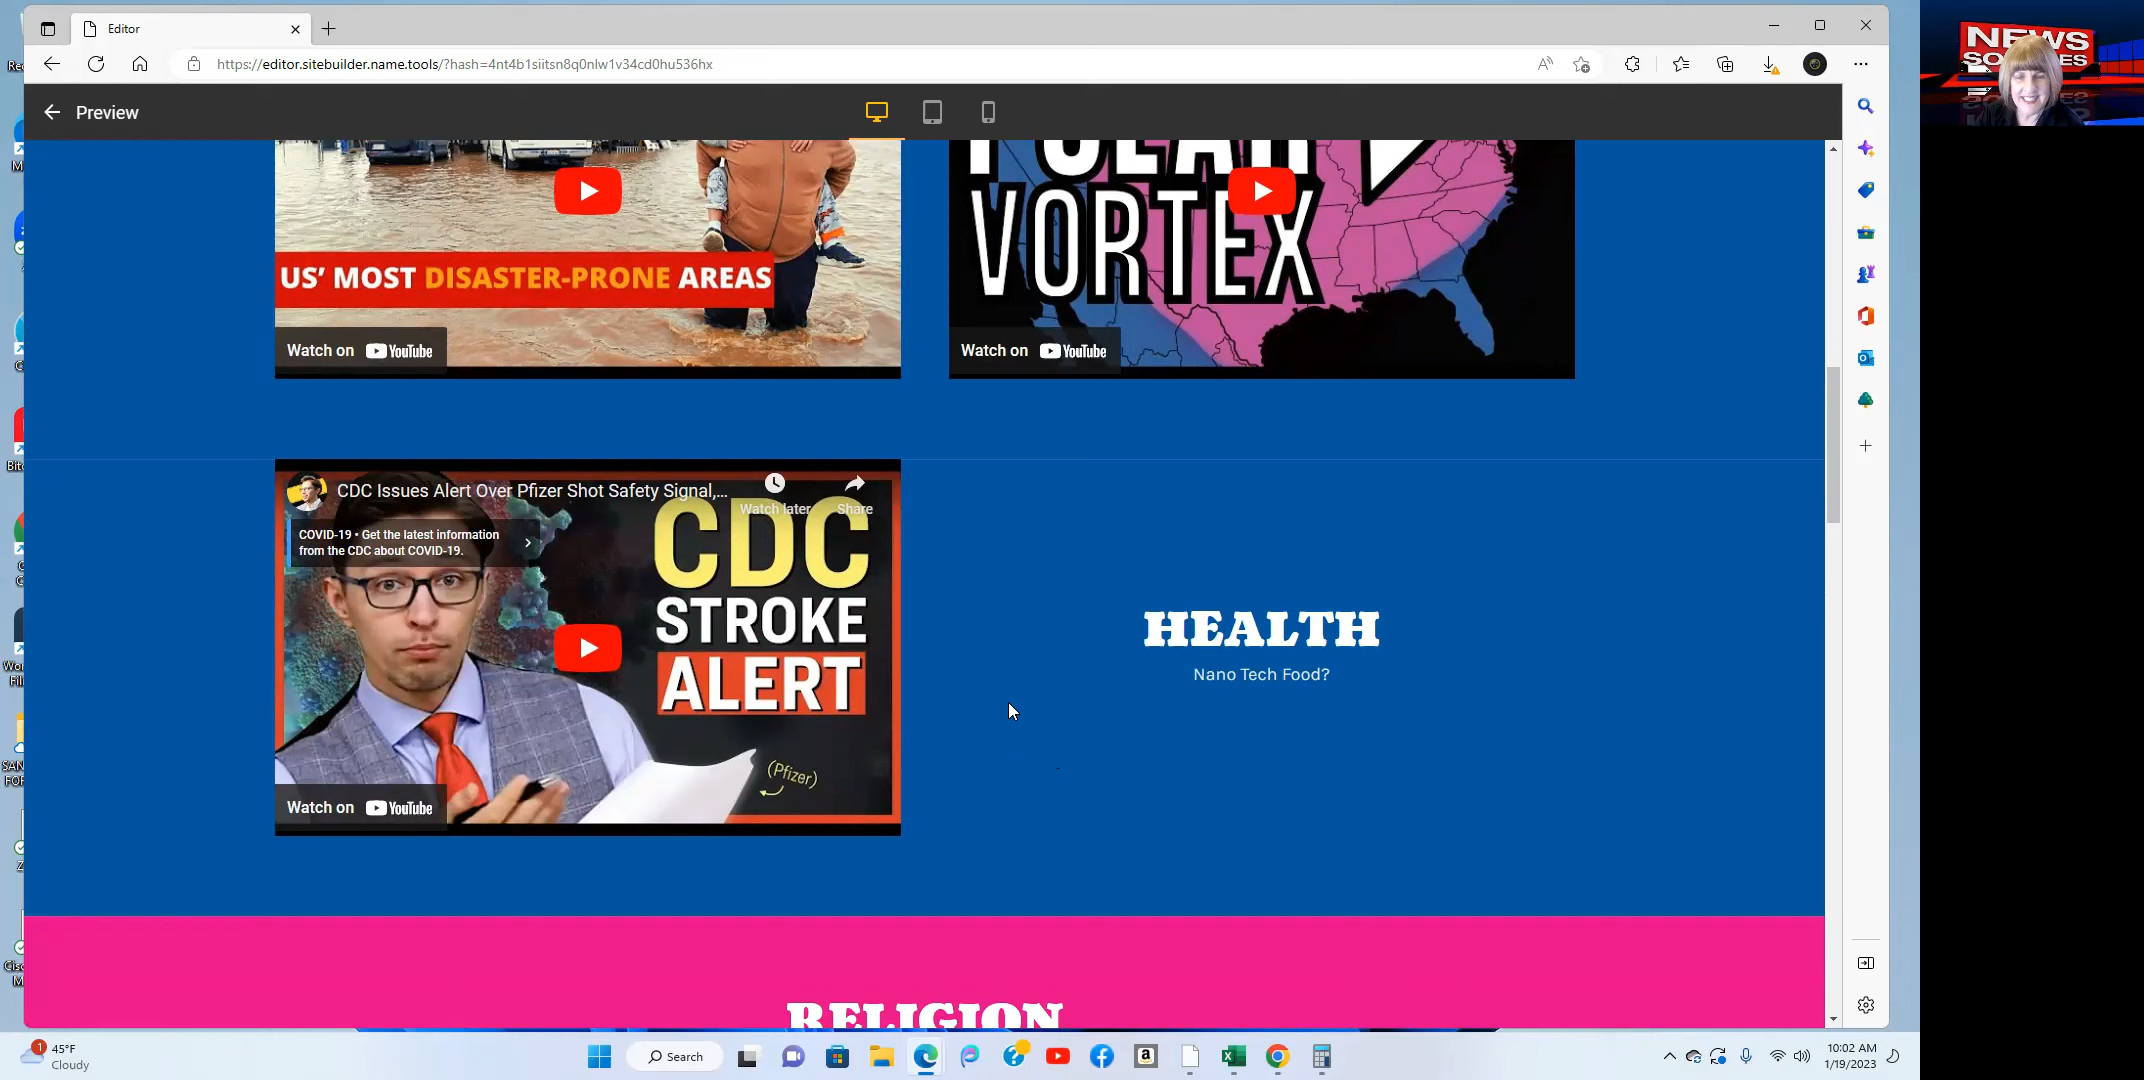 Editor
https://editor.sitebuilder.name.tools/?hash=4nt4b1siitsn8q0nlw1v34cd0hu536hx
NEWS
Preview
POLAR
VORTEX
US' MOST DISASTER-PRONE AREAS
Watch on YouTube
Watch on YouTube
CDC Issues Alert Over Pfizer Shot Safety Signal,...
Watch later
Share
COVID-19 • Get the latest information
from the CDC about COVID-19.
CDC
STROKE
ALERT
(Pfizer)
Watch on YouTube
HEALTH
Nano Tech Food?
RELIGION
45°F
Cloudy
1
Search
10:02 AM
1/19/2023